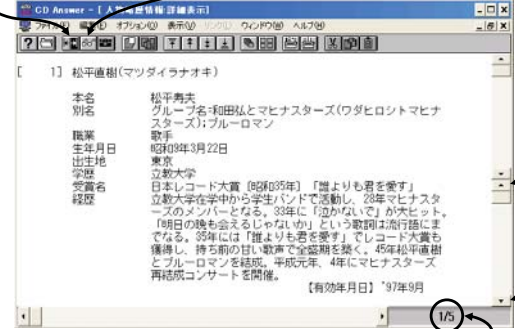 CD Answer - [人物略歴情報:詳細表示]
オプション(O) 表示(V) ウィンドウ(W) ヘルプ(H)
[ 1] 松平直樹(マツダイラナオキ)
本名 松平寿夫
別名 グループ名:和田弘とマヒナスターズ(ワダヒロシトマヒナ
スターズ);ブルーロマン
職業 歌手
生年月日 昭和9年3月22日
出生地 東京
学歴 立教大学
受賞名 日本レコード大賞〔昭和35年〕「誰よりも君を愛す」
経歴 立教大学在学中から学生バンドで活動し、28年マヒナスタ
ーズのメンバーとなる。33年に「泣かないで」が大ヒット。
「明日の晩も会えるじゃないか」という歌詞は流行語にま
でなる。35年には「誰よりも君を愛す」でレコード大賞も
獲得し、持ち前の甘い歌声で全盛期を築く。45年松平直樹
とブルーロマンを結成。平成元年、4年にマヒナスターズ
再結成コンサートを開催。
【有効年月日】'97年9月
1/5